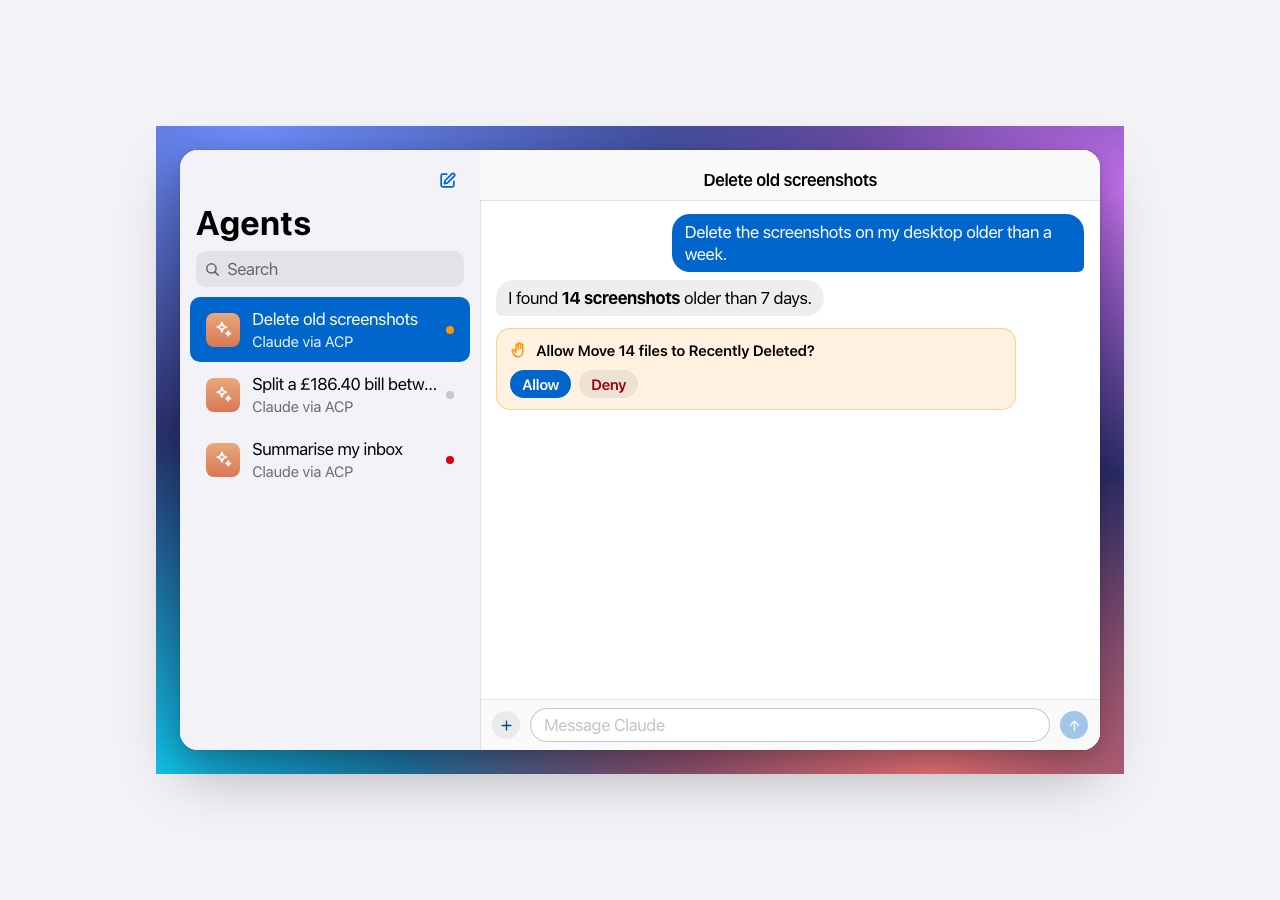 Agents
Search
Delete old screenshots
Claude via ACP
Split a £186.40 bill betw...
Claude via ACP
Summarise my inbox
Claude via ACP
Delete old screenshots
Delete the screenshots on my desktop older than a
week.
I found 14 screenshots older than 7 days.
Allow Move 14 files to Recently Deleted?
Allow Deny
Message Claude